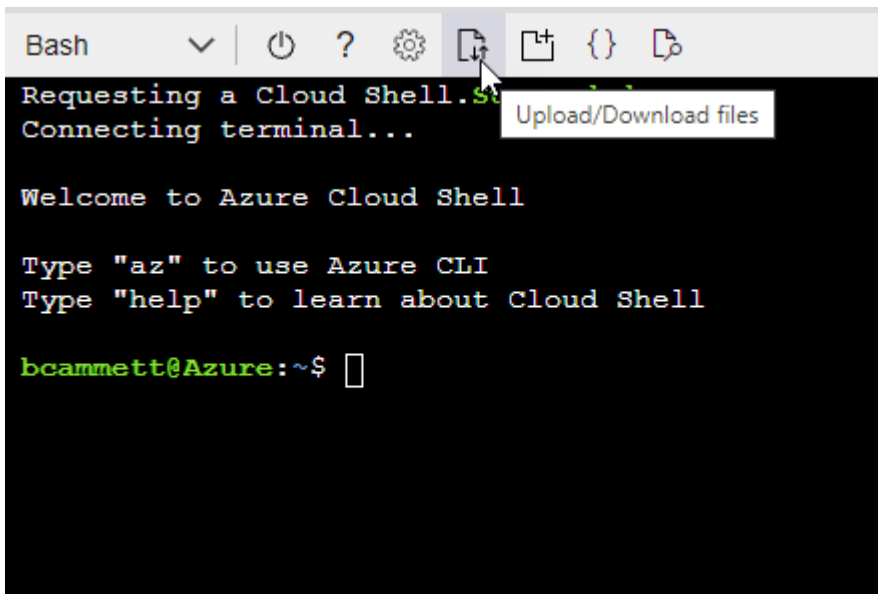 Bash
?
{}
Requesting a Cloud Shell.
Upload/Download files
Connecting terminal...
Welcome to Azure Cloud Shell
Type "az" to use Azure CLI
Type "help" to learn about Cloud Shell
bcammett@Azure:~$